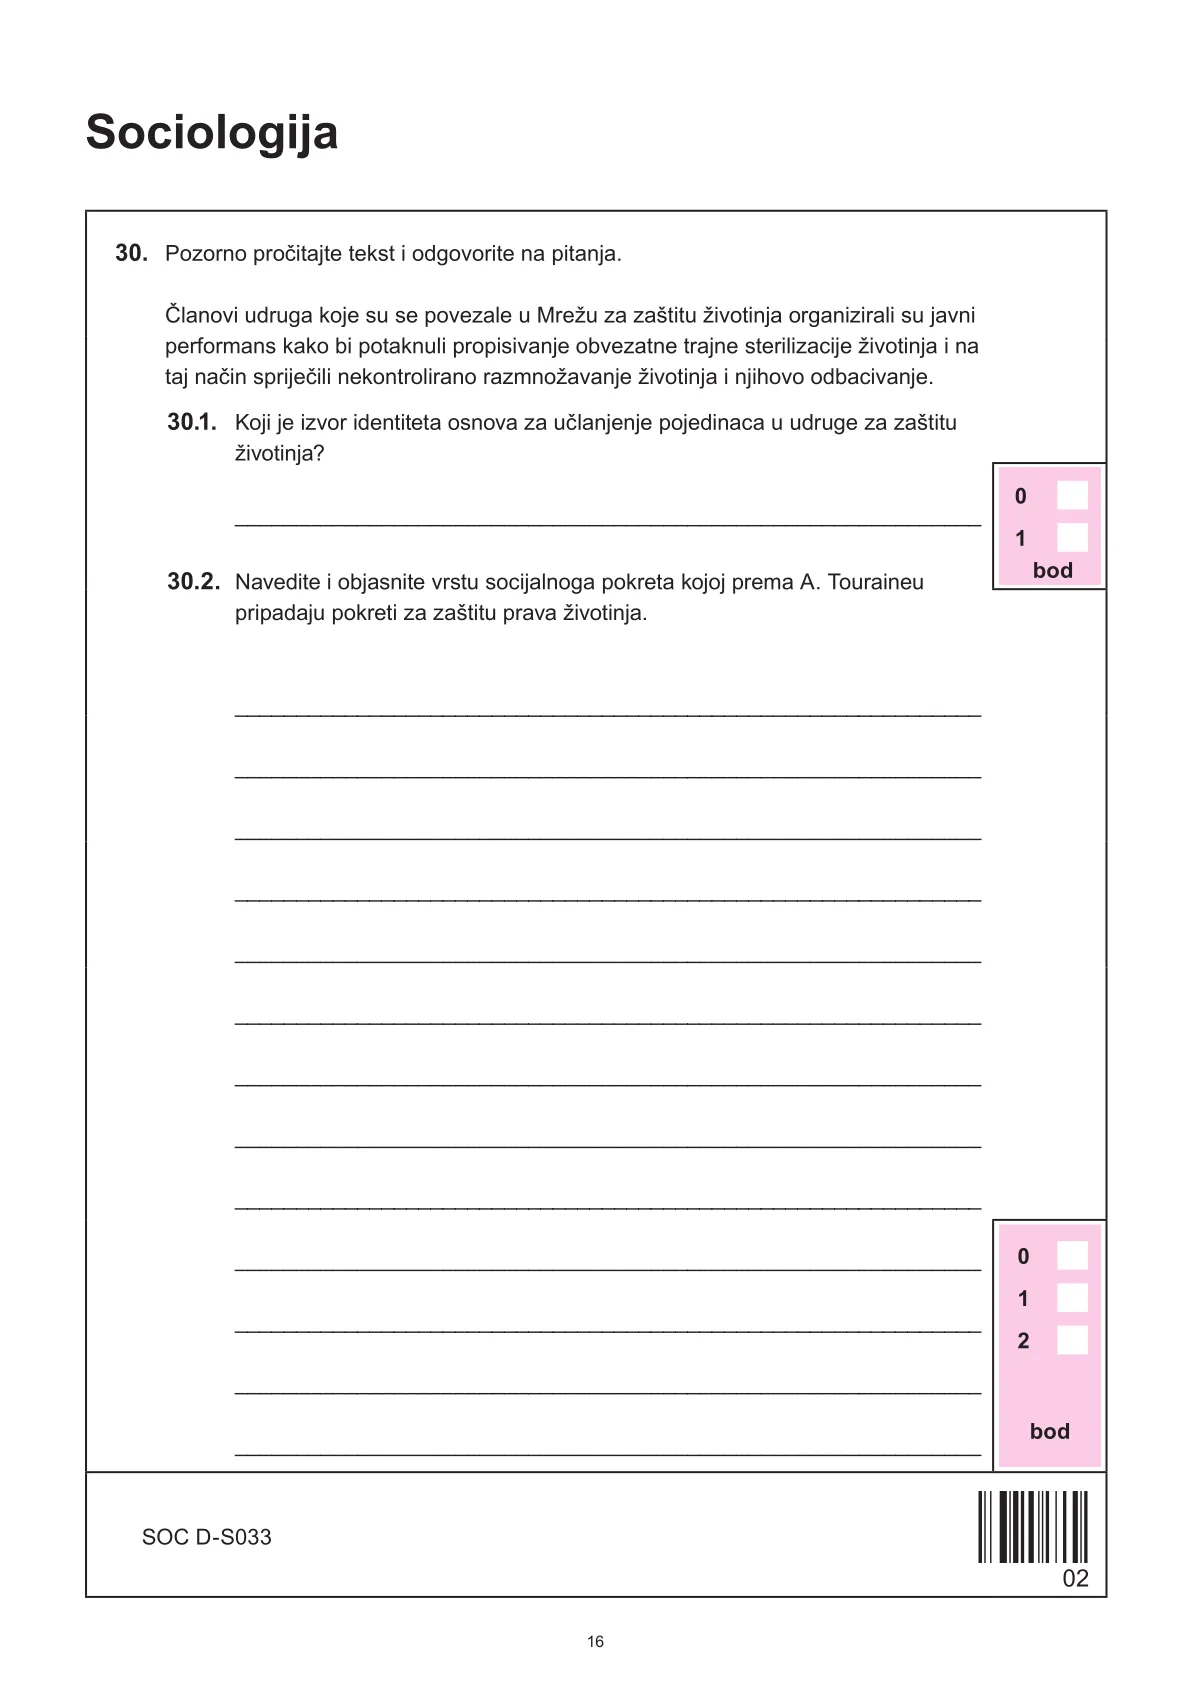 Sociologija
30. Pozorno pročitajte tekst i odgovorite na pitanja.
Članovi udruga koje su se povezale u Mrežu za zaštitu životinja organizirali su javni
performans kako bi potaknuli propisivanje obvezatne trajne sterilizacije životinja i na
taj način spriječili nekontrolirano razmnožavanje životinja i njihovo odbacivanje.
30.1. Koji je izvor identiteta osnova za učlanjenje pojedinaca u udruge za zaštitu
životinja?
0
1
bod
30.2. Navedite i objasnite vrstu socijalnoga pokreta kojoj prema A. Touraineu
pripadaju pokreti za zaštitu prava životinja.
0
1
2
bod
SOC D-S033
02
16